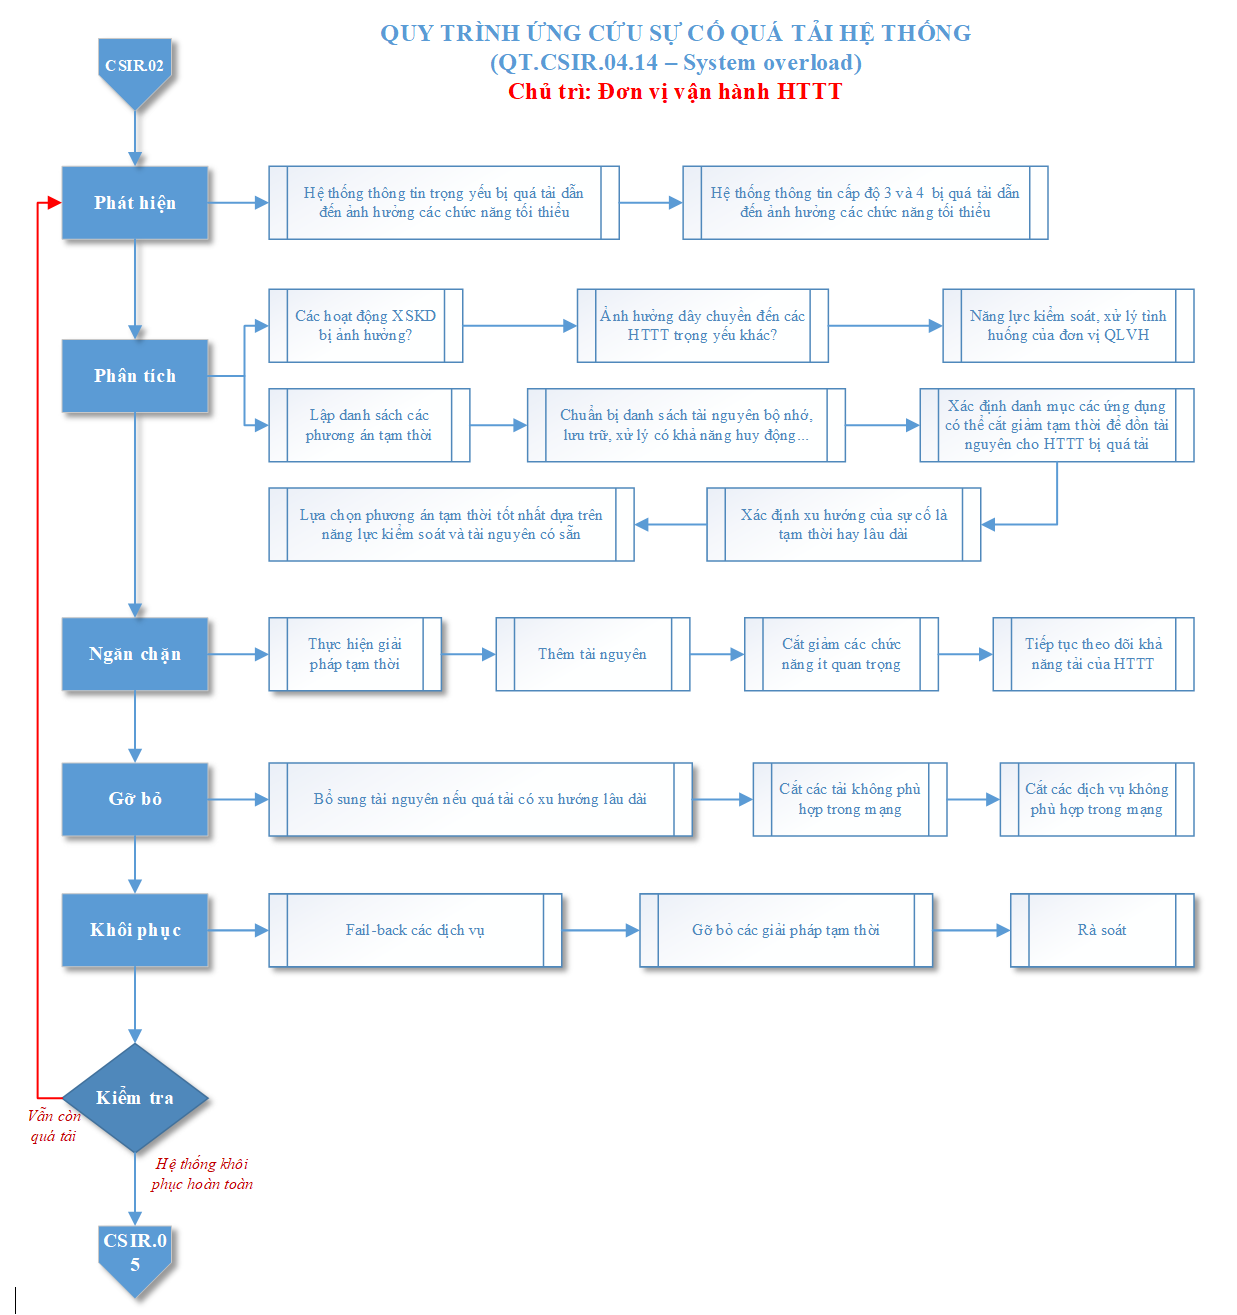 QUY TRÌNH ỨNG CỨU SỰ CỐ QUÁ TẢI HỆ THỐNG
(QT.CSIR.04.14 – System overload)
Chủ trì: Đơn vị vận hành HTTT
CSIR.02
Phát hiện
Hệ thống thông tin trọng yếu bị quá tải dẫn
đến ảnh hưởng các chức năng tối thiểu
Hệ thống thông tin cấp độ 3 và 4 bị quá tải dẫn
đến ảnh hưởng các chức năng tối thiểu
Phân tích
Các hoạt động XSKD
bị ảnh hưởng?
Ảnh hưởng dây chuyền đến các
HTTT trọng yếu khác?
Năng lực kiểm soát, xử lý tình
huống của đơn vị QLVH
Lập danh sách các
phương án tạm thời
Chuẩn bị danh sách tài nguyên bộ nhớ,
lưu trữ, xử lý có khả năng huy động...
Xác định danh mục các ứng dụng
có thể cắt giảm tạm thời để dồn tài
nguyên cho HTTT bị quá tải
Lựa chọn phương án tạm thời tốt nhất dựa trên
năng lực kiểm soát và tài nguyên có sẵn
Xác định xu hướng của sự cố là
tạm thời hay lâu dài
Ngăn chặn
Thực hiện giải
pháp tạm thời
Thêm tài nguyên
Cắt giảm các chức
năng ít quan trọng
Tiếp tục theo dõi khả
năng tải của HTTT
Gỡ bỏ
Bổ sung tài nguyên nếu quá tải có xu hướng lâu dài
Cắt các tải không phù
hợp trong mạng
Cắt các dịch vụ không
phù hợp trong mạng
Khôi phục
Fail-back các dịch vụ
Gỡ bỏ các giải pháp tạm thời
Rà soát
Kiểm tra
Vẫn còn
quá tải
Hệ thống khôi
phục hoàn toàn
CSIR.0
5